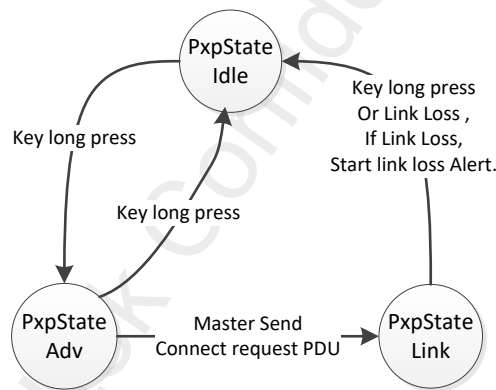 PxpState
Idle
Key long press
Or Link Loss ,
If Link Loss,
Start link loss Alert.
Key long press
Key long press
PxpState
Adv
Master Send
Connect request PDU
PxpState
Link